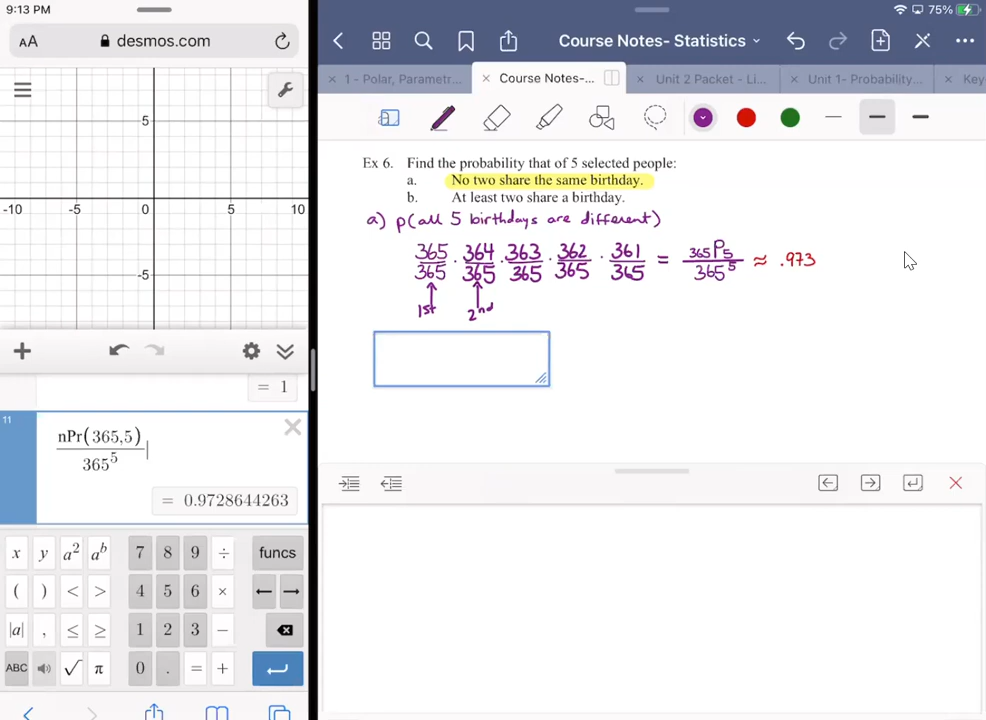 9:13 PM
75%
AA desmos.com
Course Notes- Statistics
1 - Polar, Parametr...
Course Notes-...
Unit 2 Packet - Li...
Unit 1- Probability...
Key
5
-10 -5 0 5 10
-5
= 1
11
nPr(365,5)
365^5
= 0.9728644263
x y a² aᵇ 7 8 9 ÷ funcs
( ) < > 4 5 6 × ← →
|a| , ≤ ≥ 1 2 3 −
ABC √ π 0 . = +
Ex 6. Find the probability that of 5 selected people:
a. No two share the same birthday.
b. At least two share a birthday.
a) p(all 5 birthdays are different)
365/365 · 364/365 · 363/365 · 362/365 · 361/365 = 365P5/365^5 ≈ .973
1st 2nd